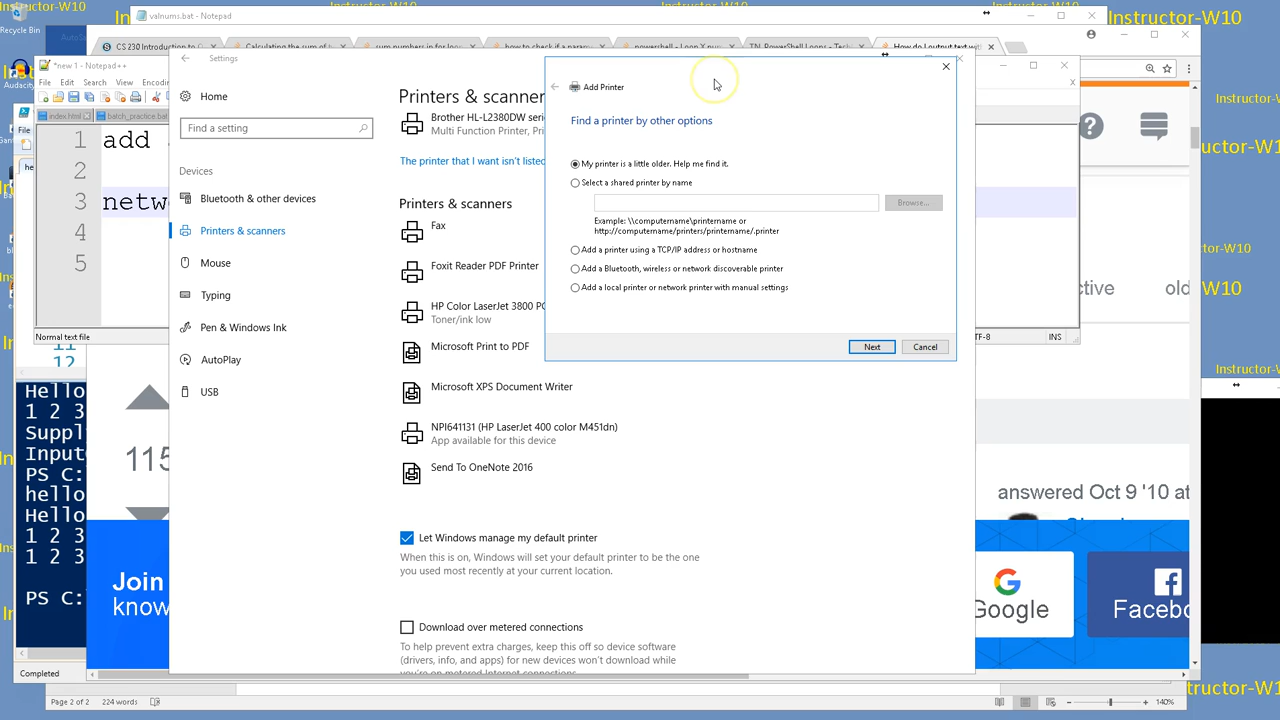 Instructor-W10
valnums.bat - Notepad
Recycle Bin
CS 230 Introduction to C
Calculating the sum of t
sum numbers in for loop
how to check if a param
powershell - Loop X num
TN PowerShell Loops - Tech
How do I output text wit
*new 1 - Notepad++
File Edit Search View Encoding
index.html
batch_practice.bat
1 add
2
3 netw
4
5
Normal text file
TF-8
INS
Settings
Home
Find a setting
Devices
Bluetooth & other devices
Printers & scanners
Mouse
Typing
Pen & Windows Ink
AutoPlay
USB
Printers & scanners
Brother HL-L2380DW seri
Multi Function Printer, Pri
The printer that I want isn't listed
Printers & scanners
Fax
Foxit Reader PDF Printer
HP Color LaserJet 3800 PC
Toner/ink low
Microsoft Print to PDF
Microsoft XPS Document Writer
NPI641131 (HP LaserJet 400 color M451dn)
App available for this device
Send To OneNote 2016
Let Windows manage my default printer
When this is on, Windows will set your default printer to be the one
you used most recently at your current location.
Download over metered connections
To help prevent extra charges, keep this off so device software
(drivers, info, and apps) for new devices won't download while
you're on metered Internet connections.
Add Printer
Find a printer by other options
My printer is a little older. Help me find it.
Select a shared printer by name
Browse...
Example: \\computername\printername or
http://computername/printers/printername/.printer
Add a printer using a TCP/IP address or hostname
Add a Bluetooth, wireless or network discoverable printer
Add a local printer or network printer with manual settings
Next
Cancel
ctive
old
115
answered Oct 9 '10 at
Join
know
Google
Facebo
11
12
Hello
1 2 3
Suppl
Input
PS C:
hello
Hello
1 2 3
1 2 3
PS C:
Completed
Page 2 of 2
224 words
140%